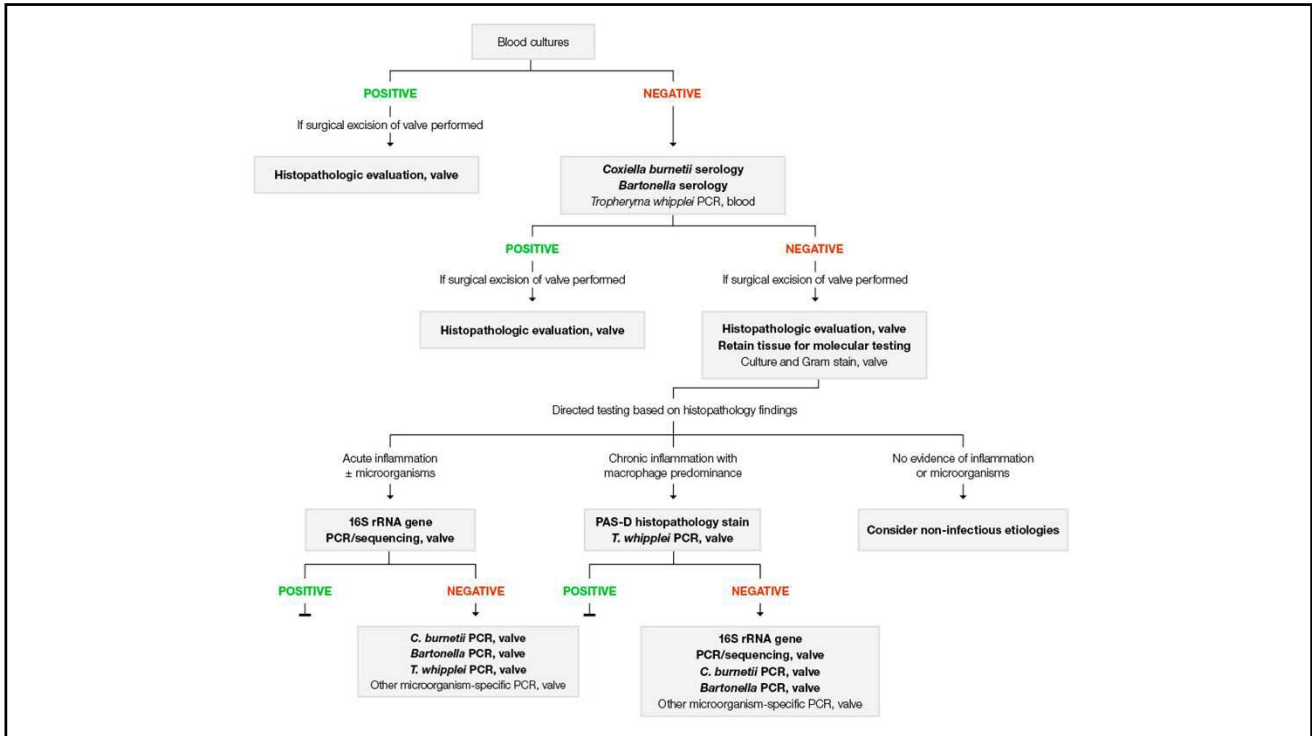 Blood cultures
POSITIVE
NEGATIVE
If surgical excision of valve performed
Histopathologic evaluation, valve
Coxiella burnetii serology
Bartonella serology
Tropheryma whipplei PCR, blood
POSITIVE
NEGATIVE
If surgical excision of valve performed
If surgical excision of valve performed
Histopathologic evaluation, valve
Histopathologic evaluation, valve
Retain tissue for molecular testing
Culture and Gram stain, valve
Directed testing based on histopathology findings
Acute inflammation
± microorganisms
Chronic inflammation with
macrophage predominance
No evidence of inflammation
or microorganisms
16S rRNA gene
PCR/sequencing, valve
PAS-D histopathology stain
T. whipplei PCR, valve
Consider non-infectious etiologies
POSITIVE
NEGATIVE
POSITIVE
NEGATIVE
C. burnetii PCR, valve
Bartonella PCR, valve
T. whipplei PCR, valve
Other microorganism-specific PCR, valve
16S rRNA gene
PCR/sequencing, valve
C. burnetii PCR, valve
Bartonella PCR, valve
Other microorganism-specific PCR, valve